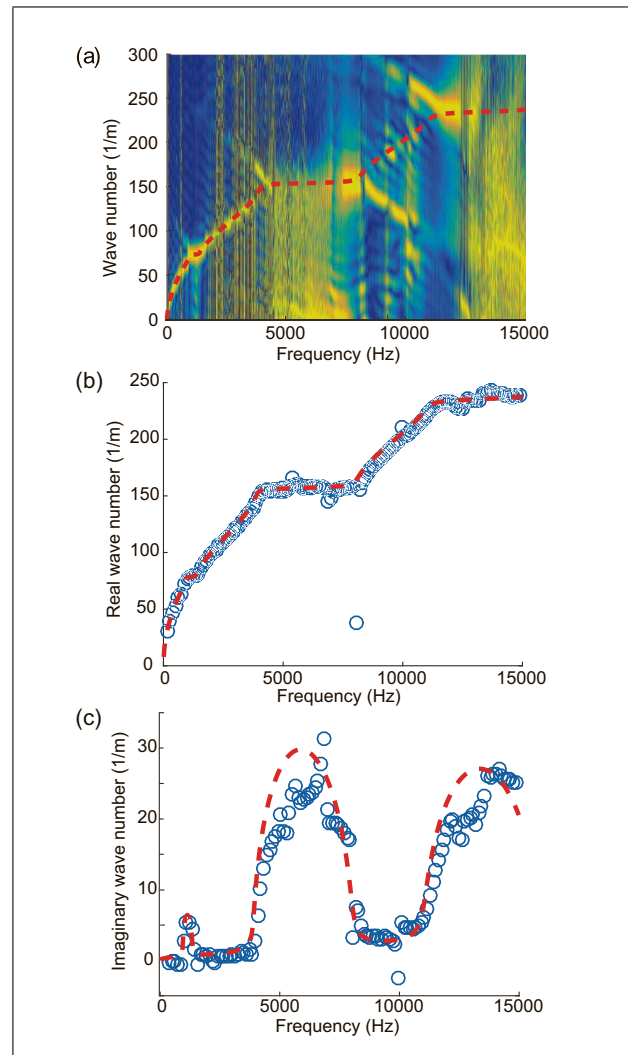 (a)
300
250
200
150
100
50
0
Wave number (1/m)
0 5000 10000 15000
Frequency (Hz)
(b)
250
200
150
100
50
0
Real wave number (1/m)
0 5000 10000 15000
Frequency (Hz)
(c)
30
20
10
0
Imaginary wave number (1/m)
0 5000 10000 15000
Frequency (Hz)